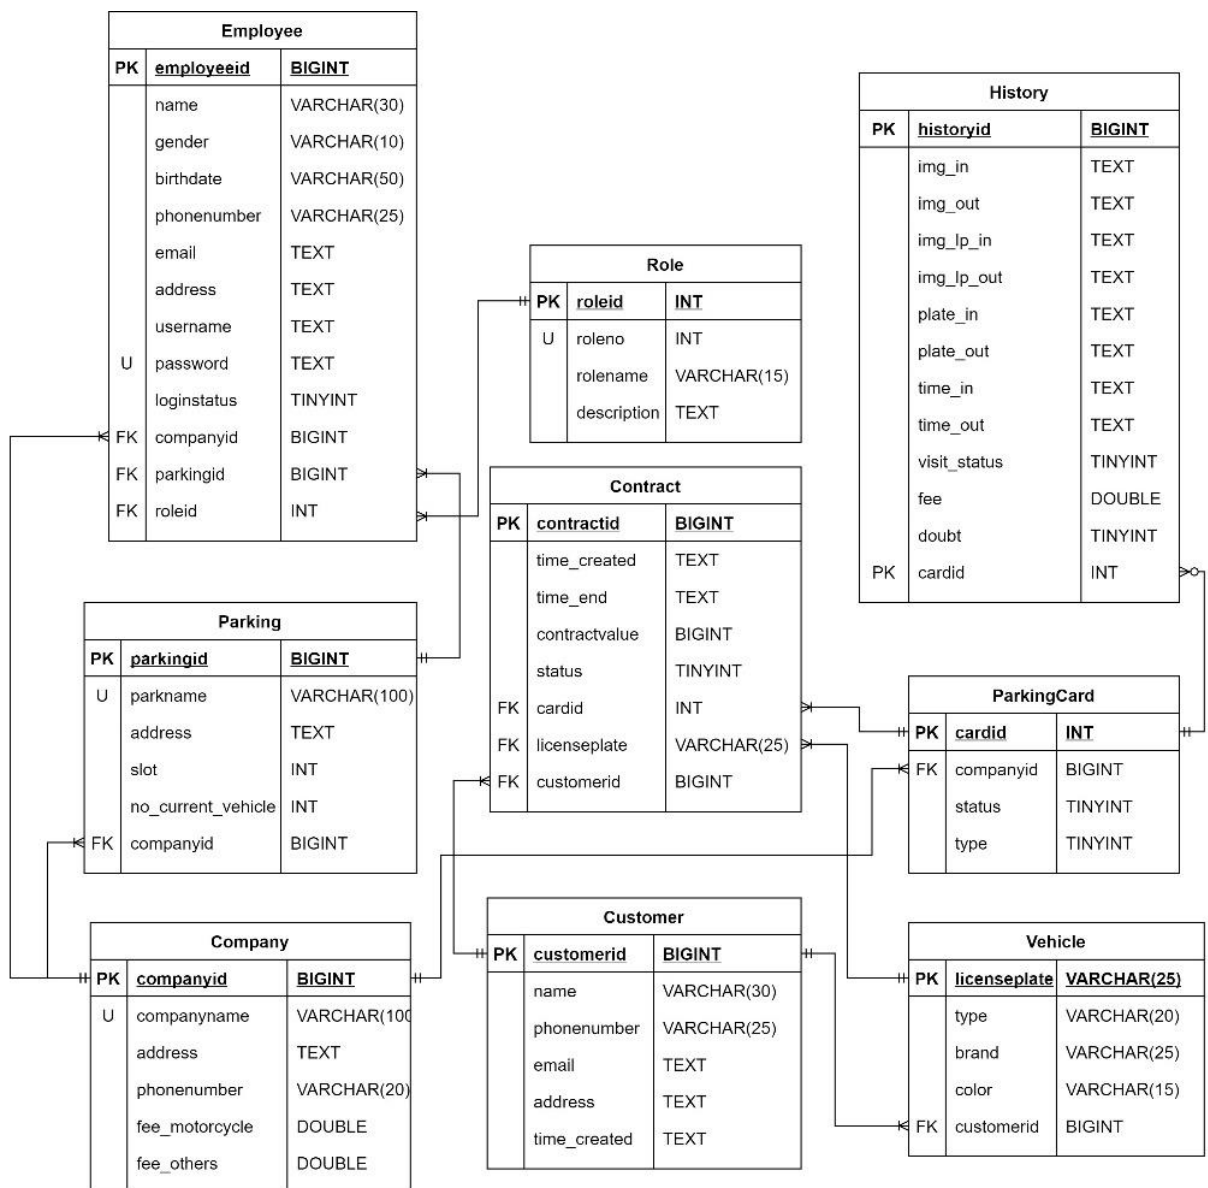 Employee
PK employeeid BIGINT
name VARCHAR(30)
gender VARCHAR(10)
birthdate VARCHAR(50)
phonenumber VARCHAR(25)
email TEXT
address TEXT
username TEXT
U password TEXT
loginstatus TINYINT
FK companyid BIGINT
FK parkingid BIGINT
FK roleid INT
History
PK historyid BIGINT
img_in TEXT
img_out TEXT
img_lp_in TEXT
img_lp_out TEXT
plate_in TEXT
plate_out TEXT
time_in TEXT
time_out TEXT
visit_status TINYINT
fee DOUBLE
doubt TINYINT
PK cardid INT
Role
PK roleid INT
U roleno INT
rolename VARCHAR(15)
description TEXT
Contract
PK contractid BIGINT
time_created TEXT
time_end TEXT
contractvalue BIGINT
status TINYINT
FK cardid INT
FK licenseplate VARCHAR(25)
FK customerid BIGINT
Parking
PK parkingid BIGINT
U parkname VARCHAR(100)
address TEXT
slot INT
no_current_vehicle INT
FK companyid BIGINT
ParkingCard
PK cardid INT
FK companyid BIGINT
status TINYINT
type TINYINT
Company
PK companyid BIGINT
U companyname VARCHAR(100
address TEXT
phonenumber VARCHAR(20)
fee_motorcycle DOUBLE
fee_others DOUBLE
Customer
PK customerid BIGINT
name VARCHAR(30)
phonenumber VARCHAR(25)
email TEXT
address TEXT
time_created TEXT
Vehicle
PK licenseplate VARCHAR(25)
type VARCHAR(20)
brand VARCHAR(25)
color VARCHAR(15)
FK customerid BIGINT